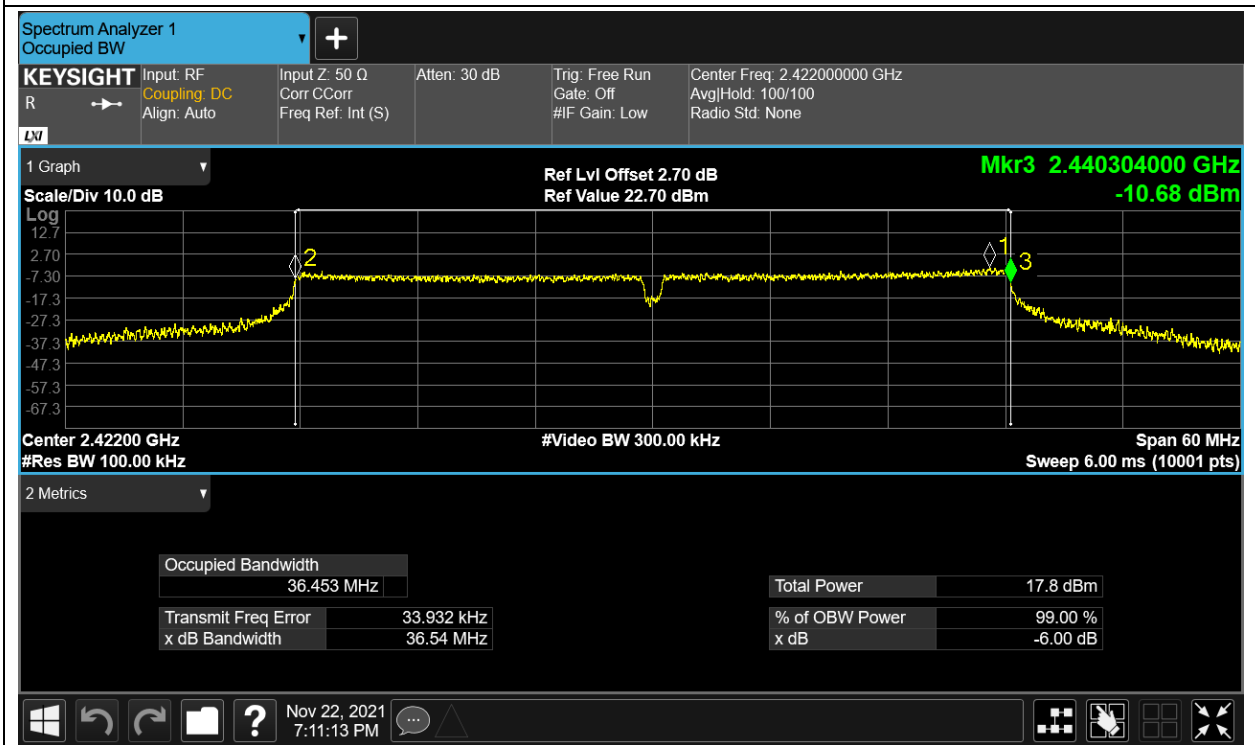 Spectrum Analyzer 1
Occupied BW
KEYSIGHT
R
LXI
Input: RF
Coupling: DC
Align: Auto
Input Z: 50 Ω
Corr CCorr
Freq Ref: Int (S)
Atten: 30 dB
Trig: Free Run
Gate: Off
#IF Gain: Low
Center Freq: 2.422000000 GHz
Avg|Hold: 100/100
Radio Std: None
1 Graph
Scale/Div 10.0 dB
Ref Lvl Offset 2.70 dB
Ref Value 22.70 dBm
Mkr3 2.440304000 GHz
-10.68 dBm
Log
12.7
2.70
-7.30
-17.3
-27.3
-37.3
-47.3
-57.3
-67.3
2
1
3
Center 2.42200 GHz
#Res BW 100.00 kHz
#Video BW 300.00 kHz
Span 60 MHz
Sweep 6.00 ms (10001 pts)
2 Metrics
Occupied Bandwidth
36.453 MHz
Transmit Freq Error 33.932 kHz
x dB Bandwidth 36.54 MHz
Total Power 17.8 dBm
% of OBW Power 99.00 %
x dB -6.00 dB
?
Nov 22, 2021
7:11:13 PM